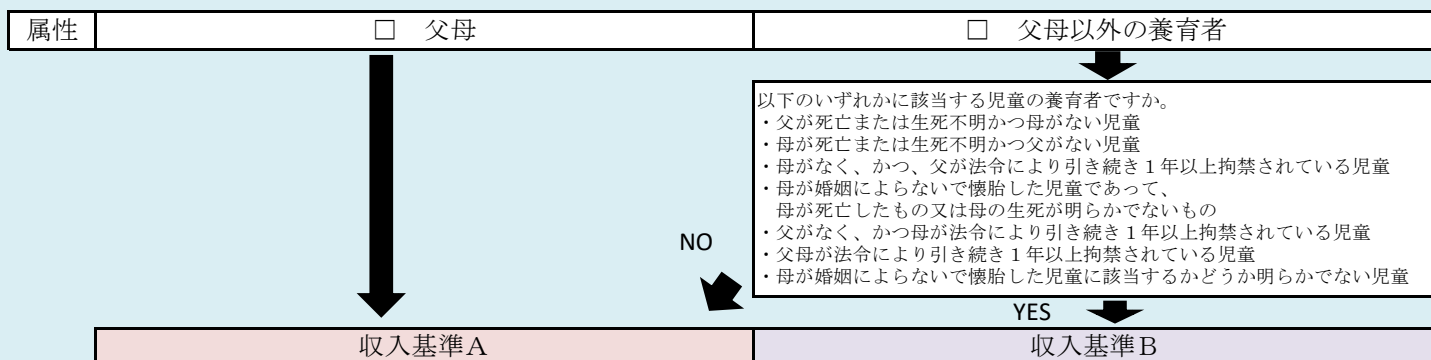 属性
□　父母
□　父母以外の養育者
以下のいずれかに該当する児童の養育者ですか。
・父が死亡または生死不明かつ母がない児童
・母が死亡または生死不明かつ父がない児童
・母がなく、かつ、父が法令により引き続き１年以上拘禁されている児童
・母が婚姻によらないで懐胎した児童であって、
　母が死亡したもの又は母の生死が明らかでないもの
・父がなく、かつ母が法令により引き続き１年以上拘禁されている児童
・父母が法令により引き続き１年以上拘禁されている児童
・母が婚姻によらないで懐胎した児童に該当するかどうか明らかでない児童
NO
YES
収入基準Ａ
収入基準Ｂ